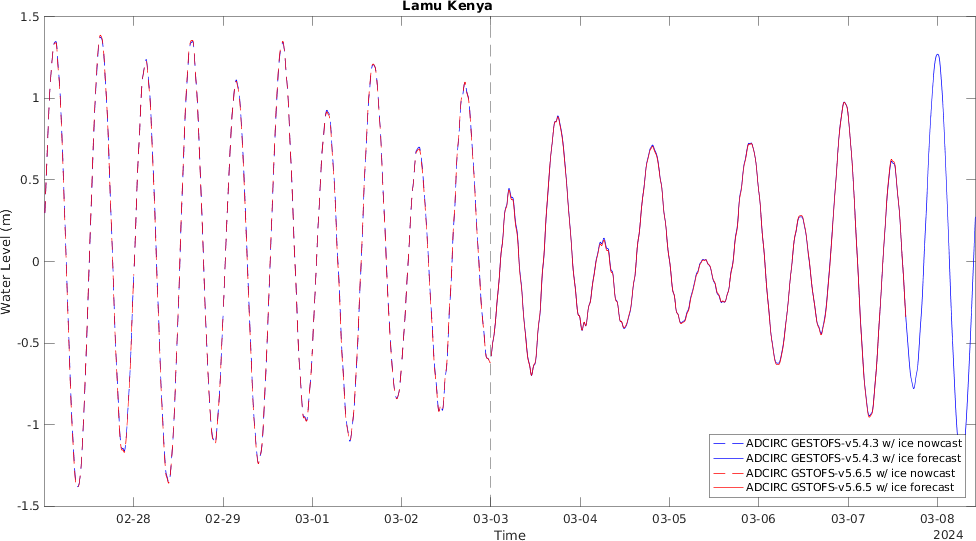 Lamu Kenya
1.5
1
0.5
0
-0.5
-1
-1.5
Water Level (m)
ADCIRC GESTOFS-v5.4.3 w/ ice nowcast
ADCIRC GESTOFS-v5.4.3 w/ ice forecast
ADCIRC GSTOFS-v5.6.5 w/ ice nowcast
ADCIRC GSTOFS-v5.6.5 w/ ice forecast
02-28 02-29 03-01 03-02 03-03 03-04 03-05 03-06 03-07 03-08
Time 2024